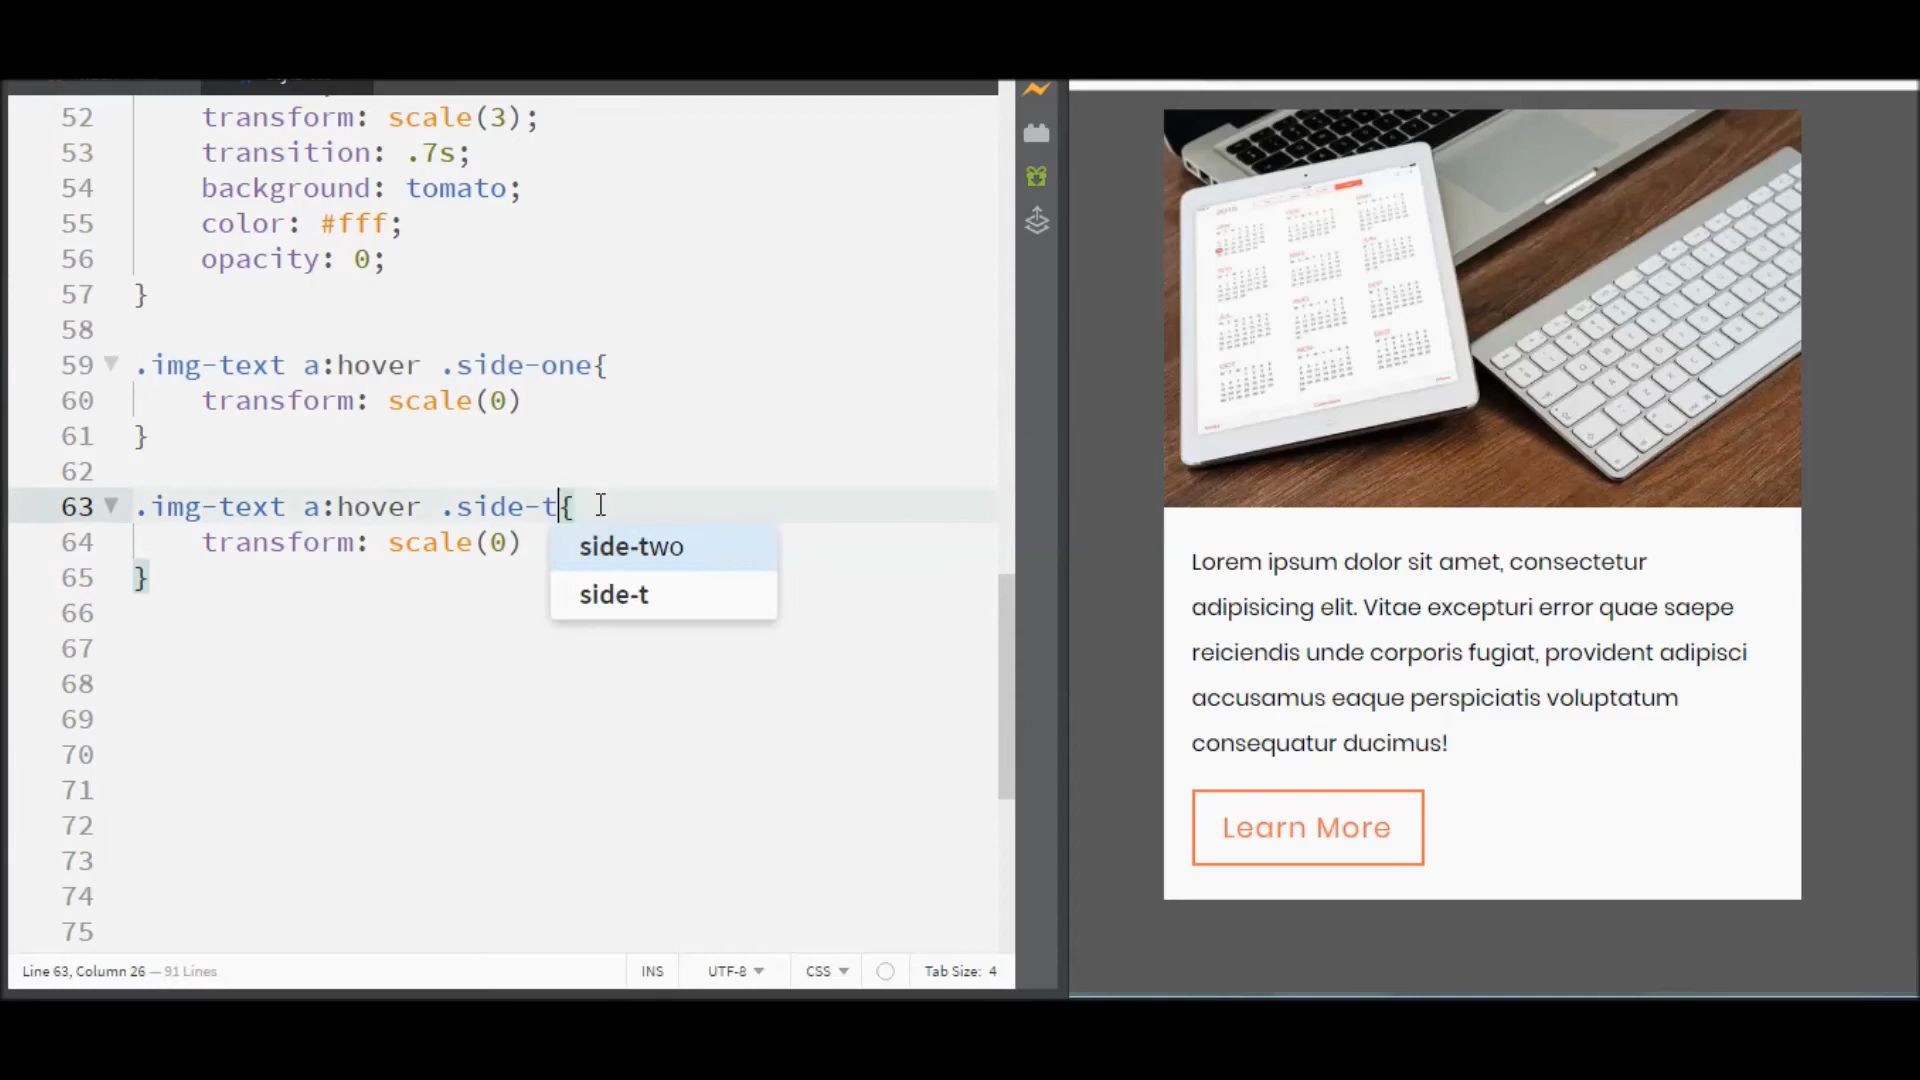 52 transform: scale(3);
53 transition: .7s;
54 background: tomato;
55 color: #fff;
56 opacity: 0;
57 }
58
59 .img-text a:hover .side-one{
60 transform: scale(0)
61 }
62
63 .img-text a:hover .side-t{
64 transform: scale(0)
65 }
66
67
68
69
70
71
72
73
74
75
side-two
side-t
Line 63, Column 26 — 91 Lines
INS
UTF-8
CSS
Tab Size: 4
Lorem ipsum dolor sit amet, consectetur
adipisicing elit. Vitae excepturi error quae saepe
reiciendis unde corporis fugiat, provident adipisci
accusamus eaque perspiciatis voluptatum
consequatur ducimus!
Learn More